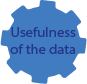 Usefulness
of the data